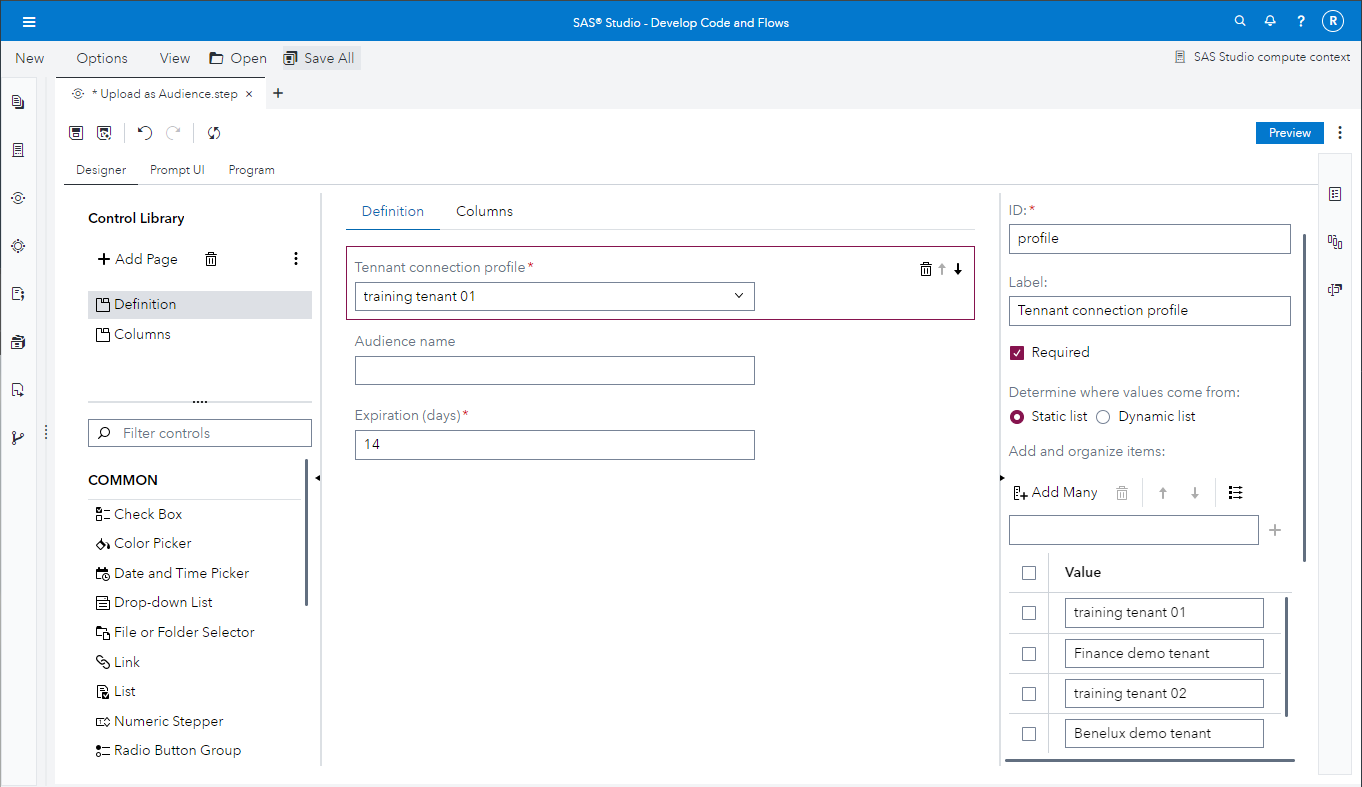 SAS® Studio - Develop Code and Flows
R
New Options View Open Save All
SAS Studio compute context
* Upload as Audience.step
Preview
Designer Prompt UI Program
Control Library
Add Page
Definition
Columns
Filter controls
COMMON
Check Box
Color Picker
Date and Time Picker
Drop-down List
File or Folder Selector
Link
List
Numeric Stepper
Radio Button Group
Definition Columns
Tennant connection profile*
training tenant 01
Audience name
Expiration (days)*
14
ID:*
profile
Label:
Tennant connection profile
Required
Determine where values come from:
Static list Dynamic list
Add and organize items:
Add Many
Value
training tenant 01
Finance demo tenant
training tenant 02
Benelux demo tenant